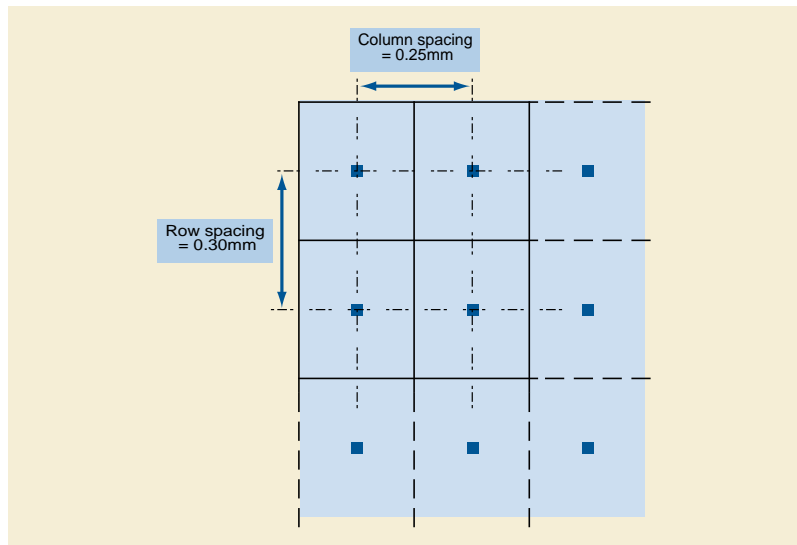 Column spacing
= 0.25mm
Row spacing
= 0.30mm